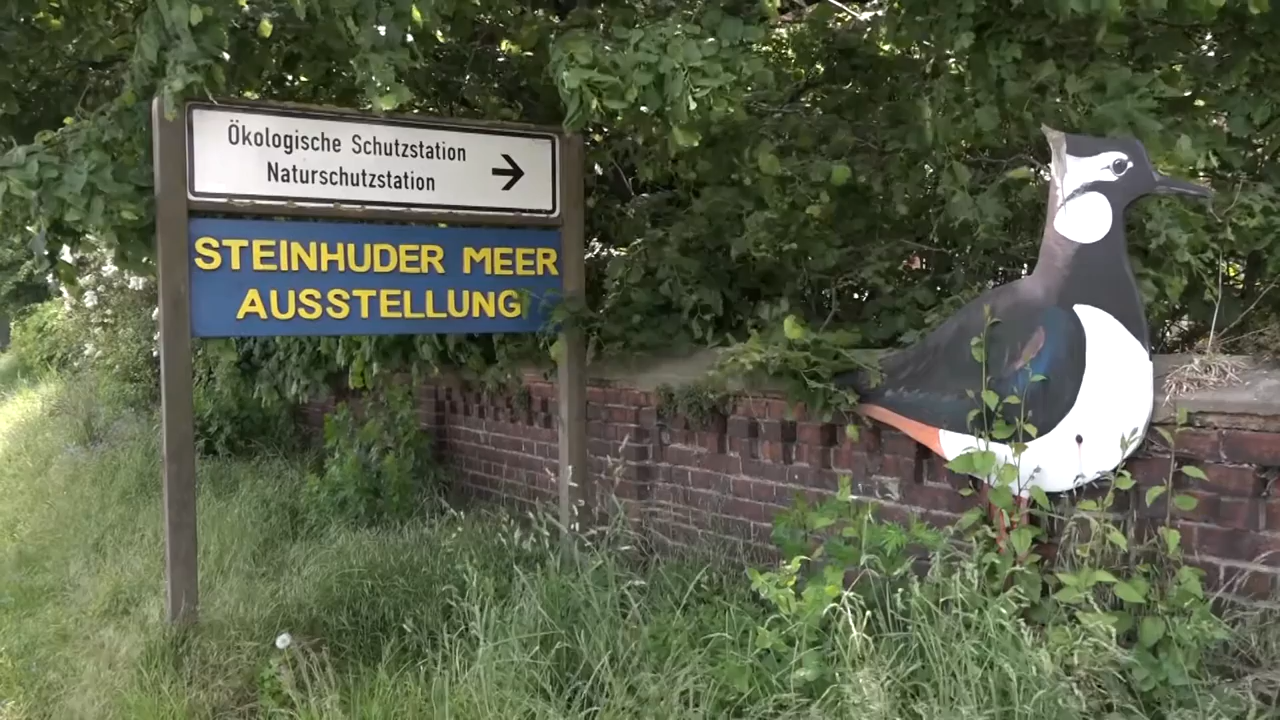 Ökologische Schutzstation
Naturschutzstation
STEINHUDER MEER
AUSSTELLUNG